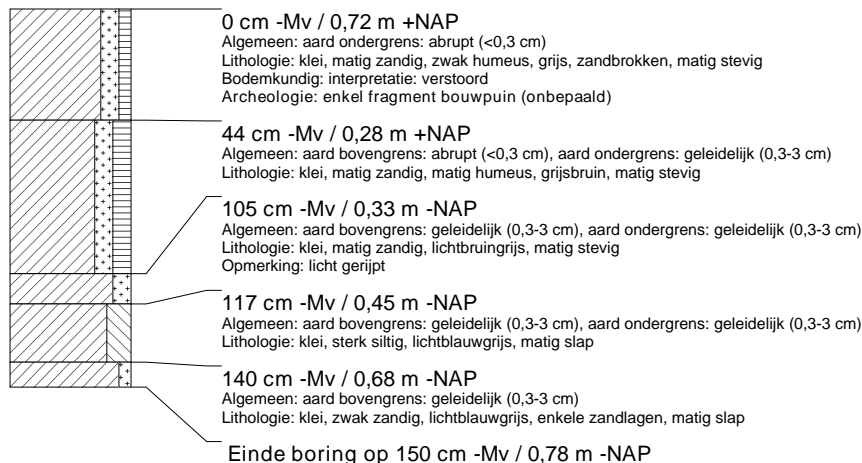 0 cm -Mv / 0,72 m +NAP
Algemeen: aard ondergrens: abrupt (<0,3 cm)
Lithologie: klei, matig zandig, zwak humeus, grijs, zandbrokken, matig stevig
Bodemkundig: interpretatie: verstoord
Archeologie: enkel fragment bouwpuin (onbepaald)
44 cm -Mv / 0,28 m +NAP
Algemeen: aard bovengrens: abrupt (<0,3 cm), aard ondergrens: geleidelijk (0,3-3 cm)
Lithologie: klei, matig zandig, matig humeus, grijsbruin, matig stevig
105 cm -Mv / 0,33 m -NAP
Algemeen: aard bovengrens: geleidelijk (0,3-3 cm), aard ondergrens: geleidelijk (0,3-3 cm)
Lithologie: klei, matig zandig, lichtbruingrijs, matig stevig
Opmerking: licht gerijpt
117 cm -Mv / 0,45 m -NAP
Algemeen: aard bovengrens: geleidelijk (0,3-3 cm), aard ondergrens: geleidelijk (0,3-3 cm)
Lithologie: klei, sterk siltig, lichtblauwgrijs, matig slap
140 cm -Mv / 0,68 m -NAP
Algemeen: aard bovengrens: geleidelijk (0,3-3 cm)
Lithologie: klei, zwak zandig, lichtblauwgrijs, enkele zandlagen, matig slap
Einde boring op 150 cm -Mv / 0,78 m -NAP